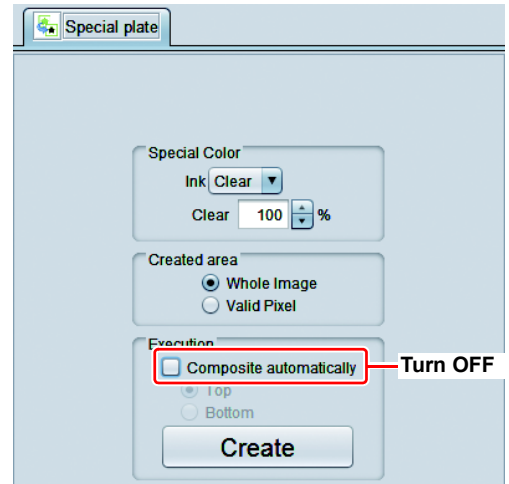 Special plate
Special Color
Ink Clear
Clear 100 %
Created area
Whole Image
Valid Pixel
Execution
Composite automatically
Turn OFF
Top
Bottom
Create